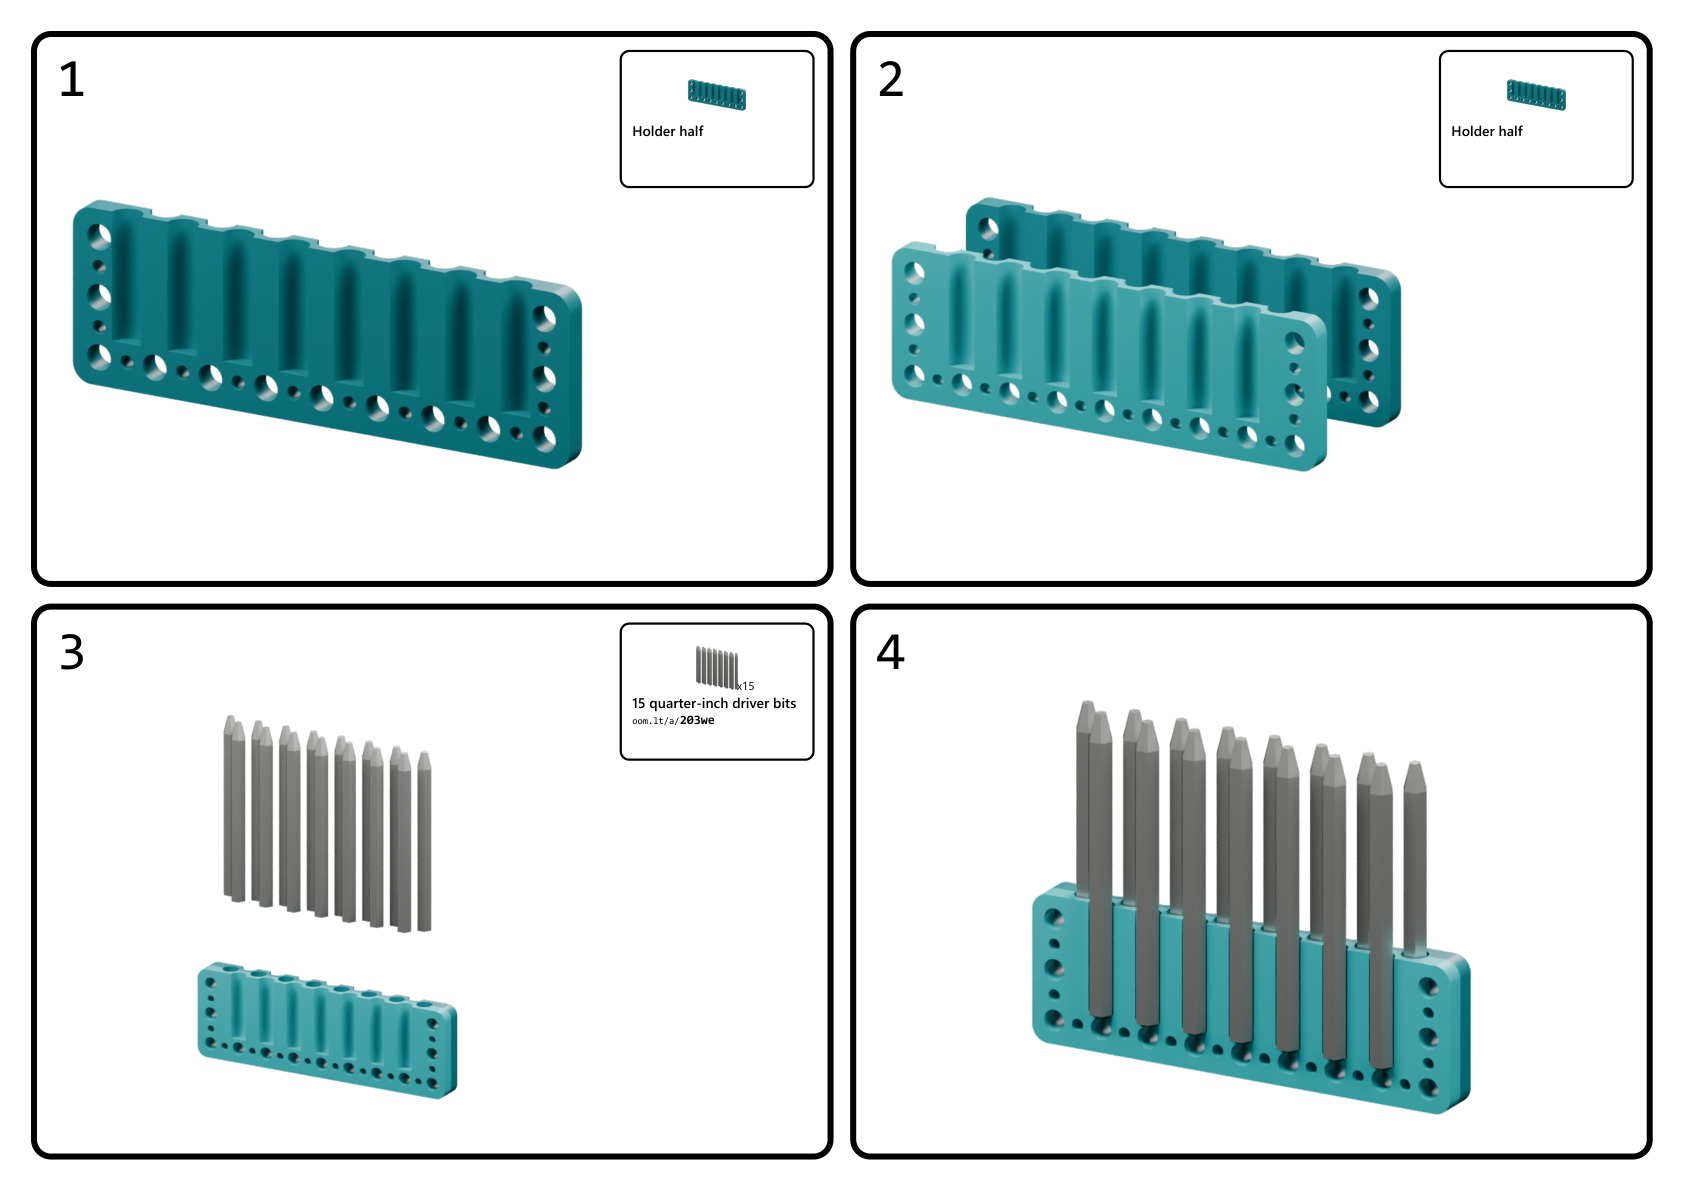 1
Holder half
2
Holder half
3
x15
15 quarter-inch driver bits
oom.lt/a/203we
4